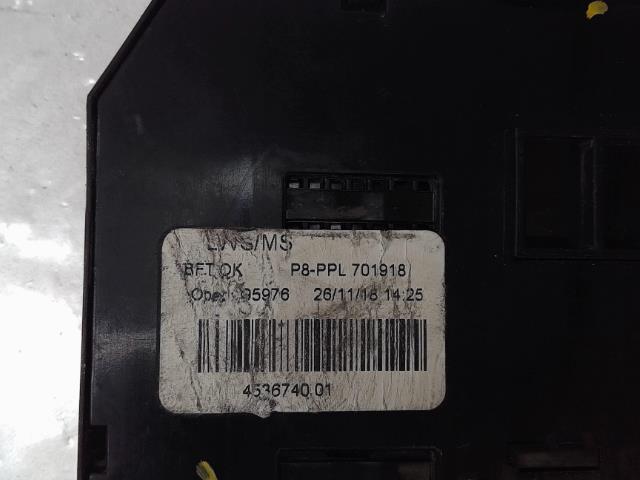 LWS/MS
BFT OK P8-PPL 701918
Oper 95976 26/11/18 14:25
4536740.01